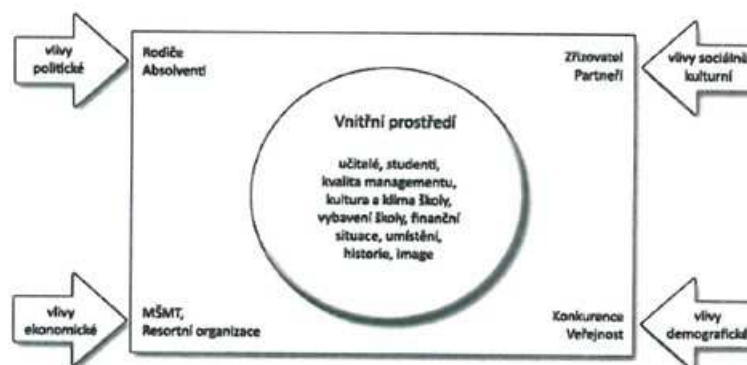 vlivy
politické
Rodiče
Absolventi
Zřizovatel
Partneři
vlivy sociálně
kulturní
Vnitřní prostředí
učitelé, studenti,
kvalita managementu,
kultura a klima školy,
vybavení školy, finanční
situace, umístění,
historie, image
vlivy
ekonomické
MŠMT,
Resortní organizace
Konkurence
Veřejnost
vlivy
demografické